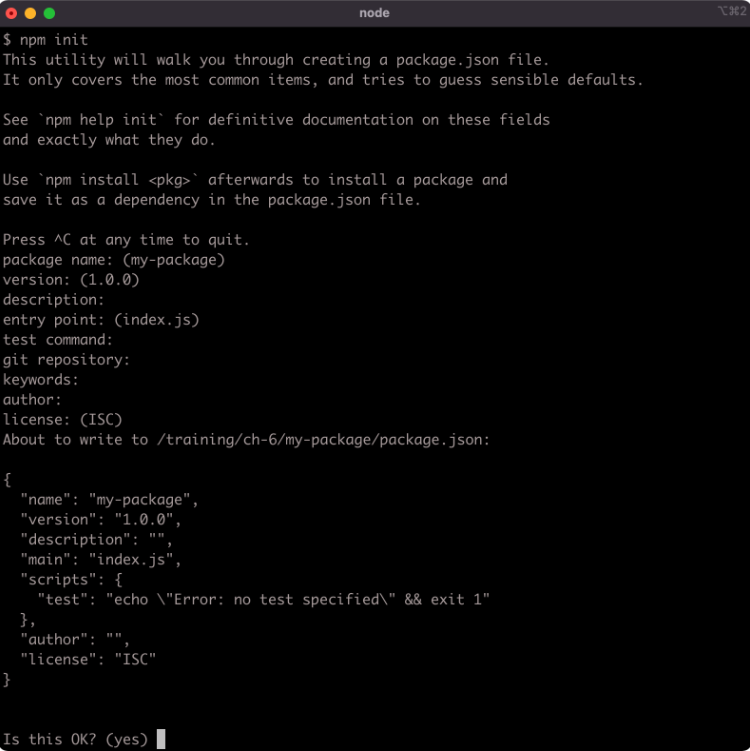 node
⌥⌘2
$ npm init
This utility will walk you through creating a package.json file.
It only covers the most common items, and tries to guess sensible defaults.

See `npm help init` for definitive documentation on these fields
and exactly what they do.

Use `npm install <pkg>` afterwards to install a package and
save it as a dependency in the package.json file.

Press ^C at any time to quit.
package name: (my-package)
version: (1.0.0)
description:
entry point: (index.js)
test command:
git repository:
keywords:
author:
license: (ISC)
About to write to /training/ch-6/my-package/package.json:

{
  "name": "my-package",
  "version": "1.0.0",
  "description": "",
  "main": "index.js",
  "scripts": {
    "test": "echo \"Error: no test specified\" && exit 1"
  },
  "author": "",
  "license": "ISC"
}

Is this OK? (yes)